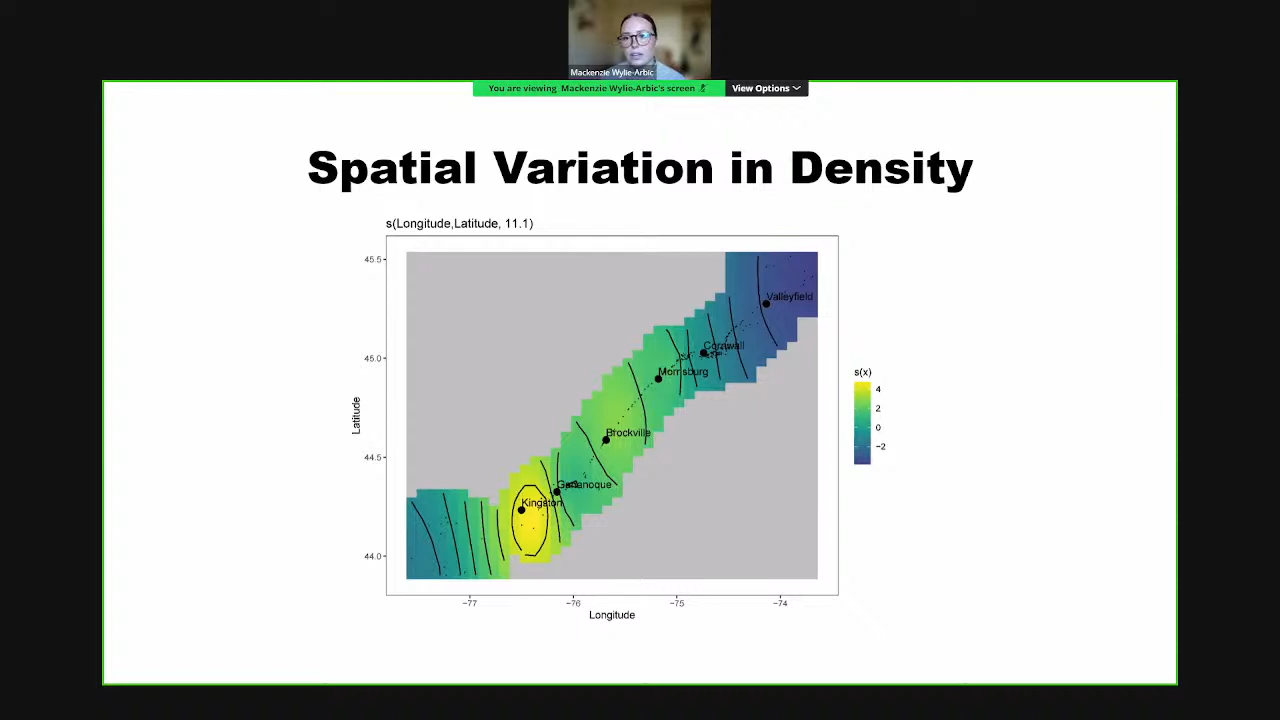 Mackenzie Wylie-Arbic
You are viewing Mackenzie Wylie-Arbic's screen
View Options
Spatial Variation in Density
s(Longitude,Latitude, 11.1)
45.5
45.0
44.5
44.0
Latitude
Valleyfield
Cornwall
Morrisburg
Brockville
Gananoque
Kingston
s(x)
4
2
0
−2
−77
−76
−75
−74
Longitude